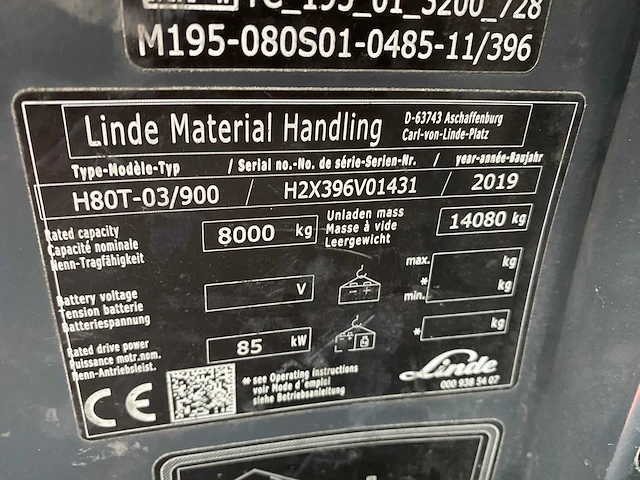 TC_195_01_3200_728
M195-080S01-0485-11/396
Linde Material Handling
D-63743 Aschaffenburg
Carl-von-Linde-Platz
Type-Modèle-Typ / Serial no.-No. de série-Serien-Nr. / year-année-Baujahr
H80T-03/900 / H2X396V01431 / 2019
Rated capacity
Capacité nominale
Nenn-Tragfähigkeit
8000 kg
Unladen mass
Masse à vide
Leergewicht
14080 kg
Battery voltage
Tension batterie
Batteriespannung
V
max. kg
* kg
min.
* kg
Rated drive power
Puissance motr.nom.
Nenn-Antriebsleist.
85 kW
* see Operating instructions
voir Mode d'emploi
siehe Betriebsanleitung
Linde
000 938 54 07
CE